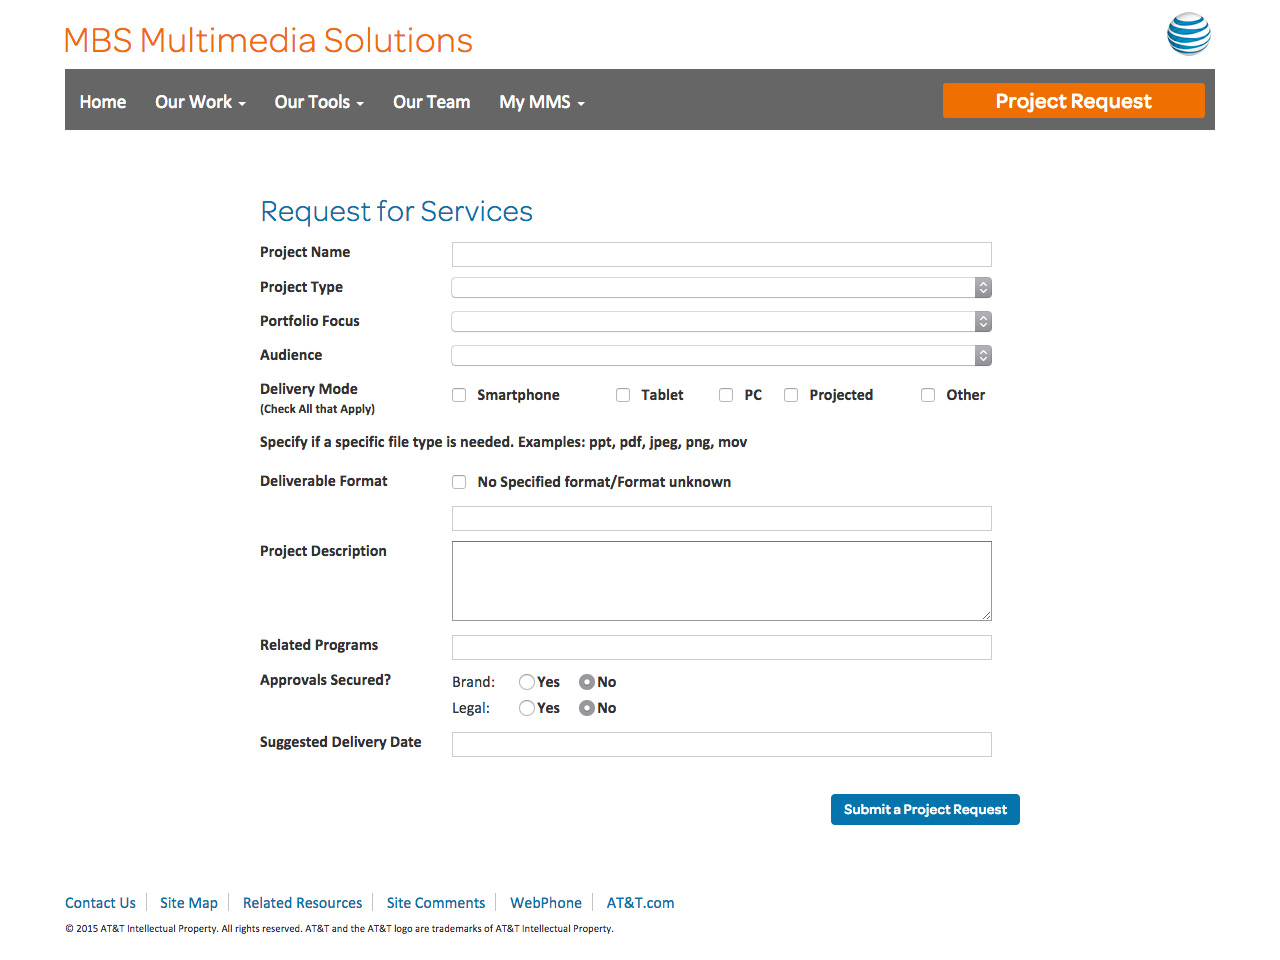 MBS Multimedia Solutions
Home Our Work Our Tools Our Team My MMS Project Request
Request for Services
Project Name
Project Type
Portfolio Focus
Audience
Delivery Mode
(Check All that Apply)
Smartphone Tablet PC Projected Other
Specify if a specific file type is needed. Examples: ppt, pdf, jpeg, png, mov
Deliverable Format No Specified format/Format unknown
Project Description
Related Programs
Approvals Secured? Brand: Yes No
Legal: Yes No
Suggested Delivery Date
Submit a Project Request
Contact Us Site Map Related Resources Site Comments WebPhone AT&T.com
© 2015 AT&T Intellectual Property. All rights reserved. AT&T and the AT&T logo are trademarks of AT&T Intellectual Property.